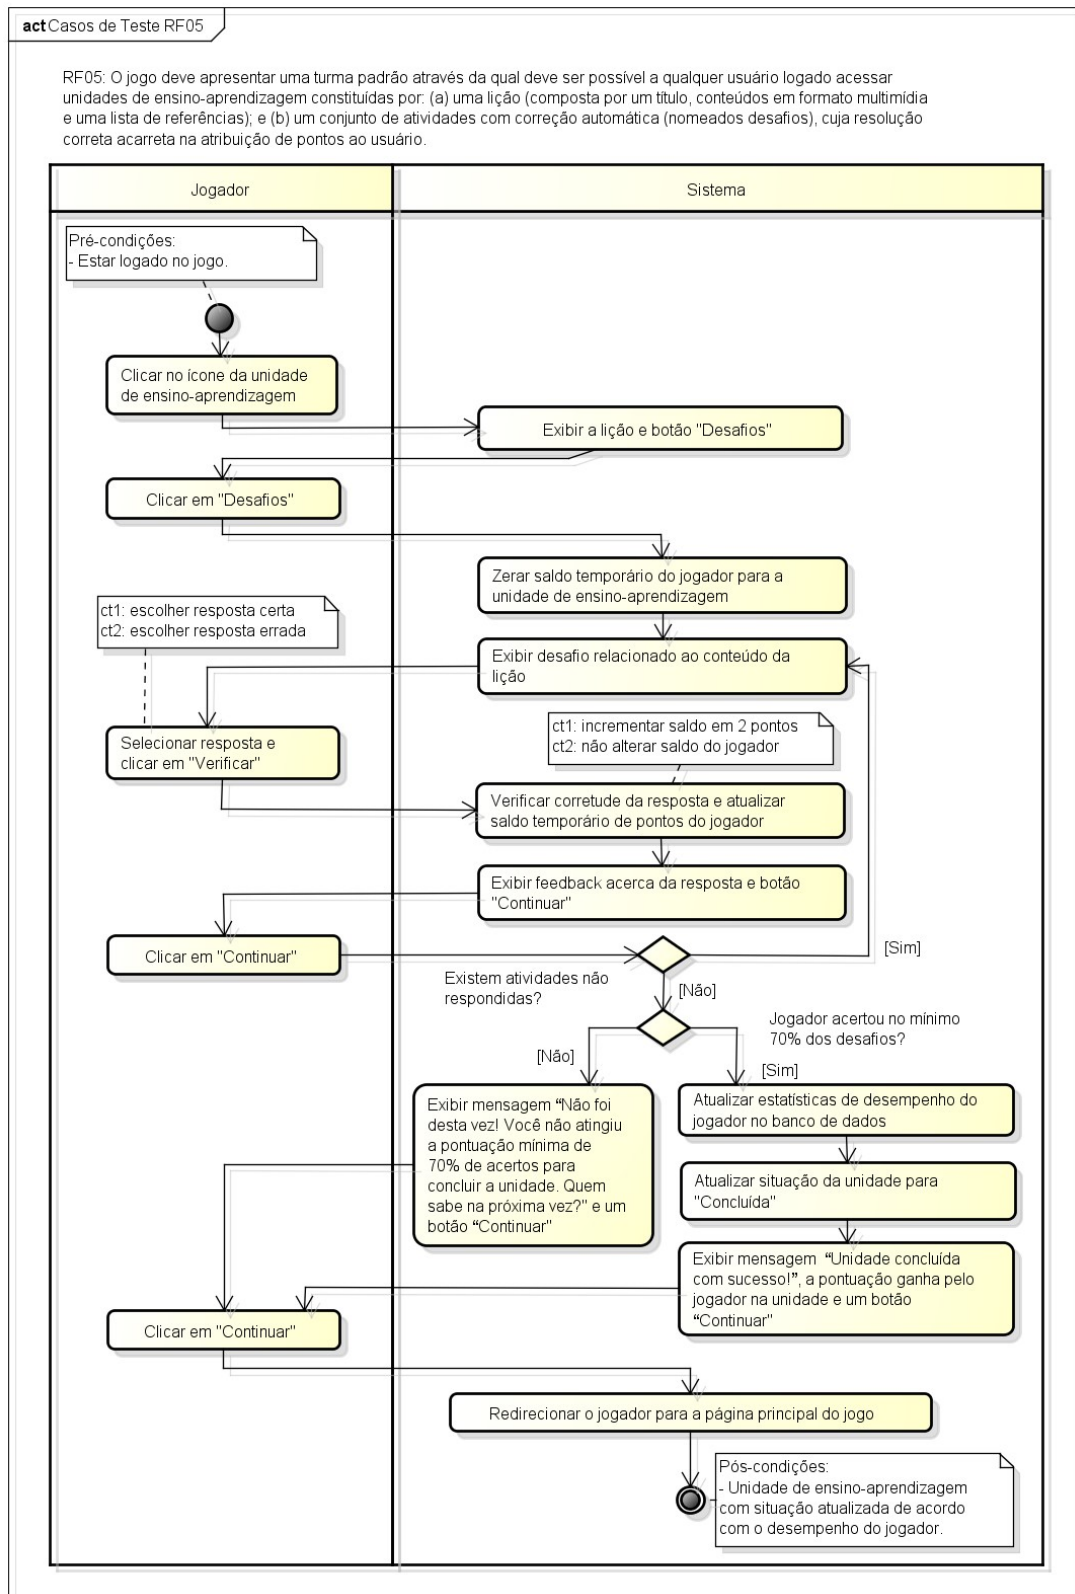 act Casos de Teste RF05
RF05: O jogo deve apresentar uma turma padrão através da qual deve ser possível a qualquer usuário logado acessar
unidades de ensino-aprendizagem constituídas por: (a) uma lição (composta por um título, conteúdos em formato multimídia
e uma lista de referências); e (b) um conjunto de atividades com correção automática (nomeados desafios), cuja resolução
correta acarreta na atribuição de pontos ao usuário.
Jogador
Sistema
Pré-condições:
- Estar logado no jogo.
Clicar no ícone da unidade
de ensino-aprendizagem
Exibir a lição e botão "Desafios"
Clicar em "Desafios"
Zerar saldo temporário do jogador para a
unidade de ensino-aprendizagem
ct1: escolher resposta certa
ct2: escolher resposta errada
Exibir desafio relacionado ao conteúdo da
lição
Selecionar resposta e
clicar em "Verificar"
ct1: incrementar saldo em 2 pontos
ct2: não alterar saldo do jogador
Verificar corretude da resposta e atualizar
saldo temporário de pontos do jogador
Exibir feedback acerca da resposta e botão
"Continuar"
Clicar em "Continuar"
Existem atividades não
respondidas?
[Sim]
[Não]
Jogador acertou no mínimo
70% dos desafios?
[Não]
[Sim]
Exibir mensagem “Não foi
desta vez! Você não atingiu
a pontuação mínima de
70% de acertos para
concluir a unidade. Quem
sabe na próxima vez?" e um
botão “Continuar"
Atualizar estatísticas de desempenho do
jogador no banco de dados
Atualizar situação da unidade para
"Concluída"
Exibir mensagem “Unidade concluída
com sucesso!”, a pontuação ganha pelo
jogador na unidade e um botão
“Continuar"
Clicar em "Continuar"
Redirecionar o jogador para a página principal do jogo
Pós-condições:
- Unidade de ensino-aprendizagem
com situação atualizada de acordo
com o desempenho do jogador.